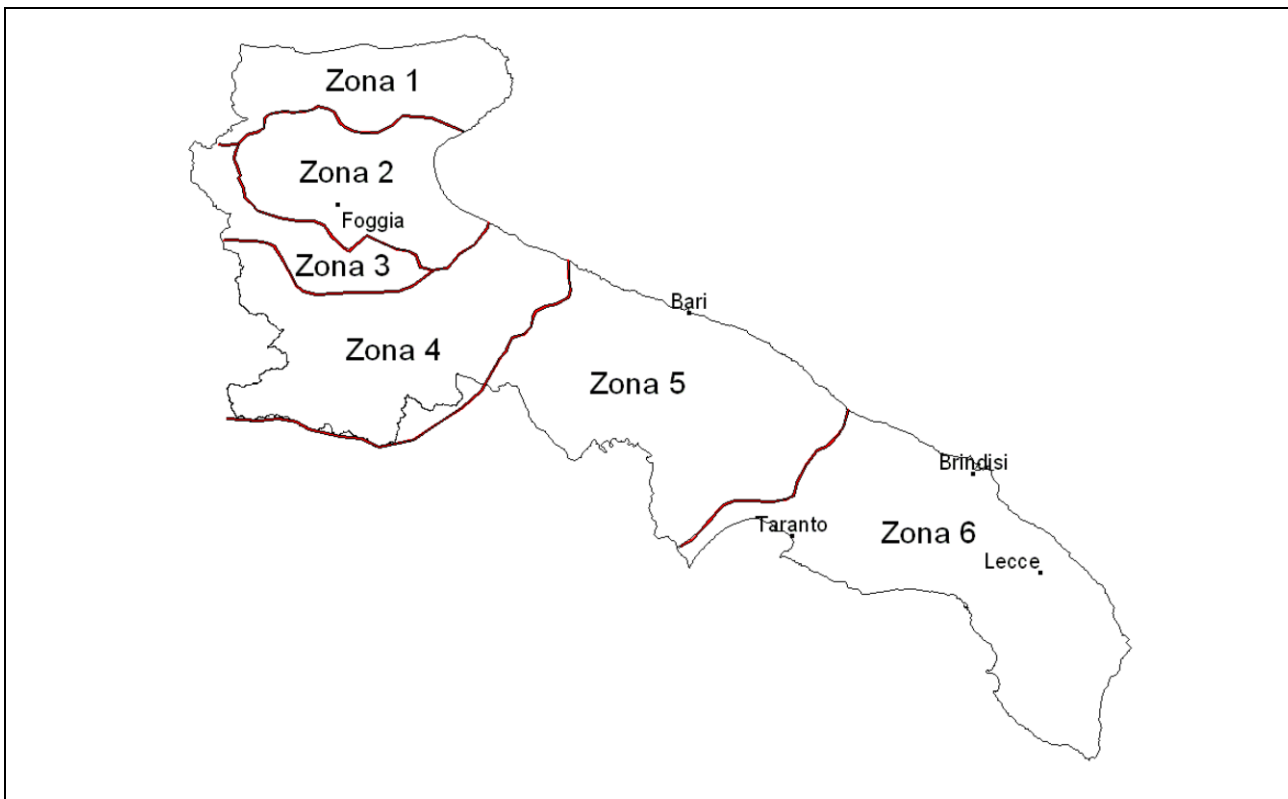 Zona 1
Zona 2
Foggia
Zona 3
Bari
Zona 4
Zona 5
Brindisi
Taranto
Zona 6
Lecce